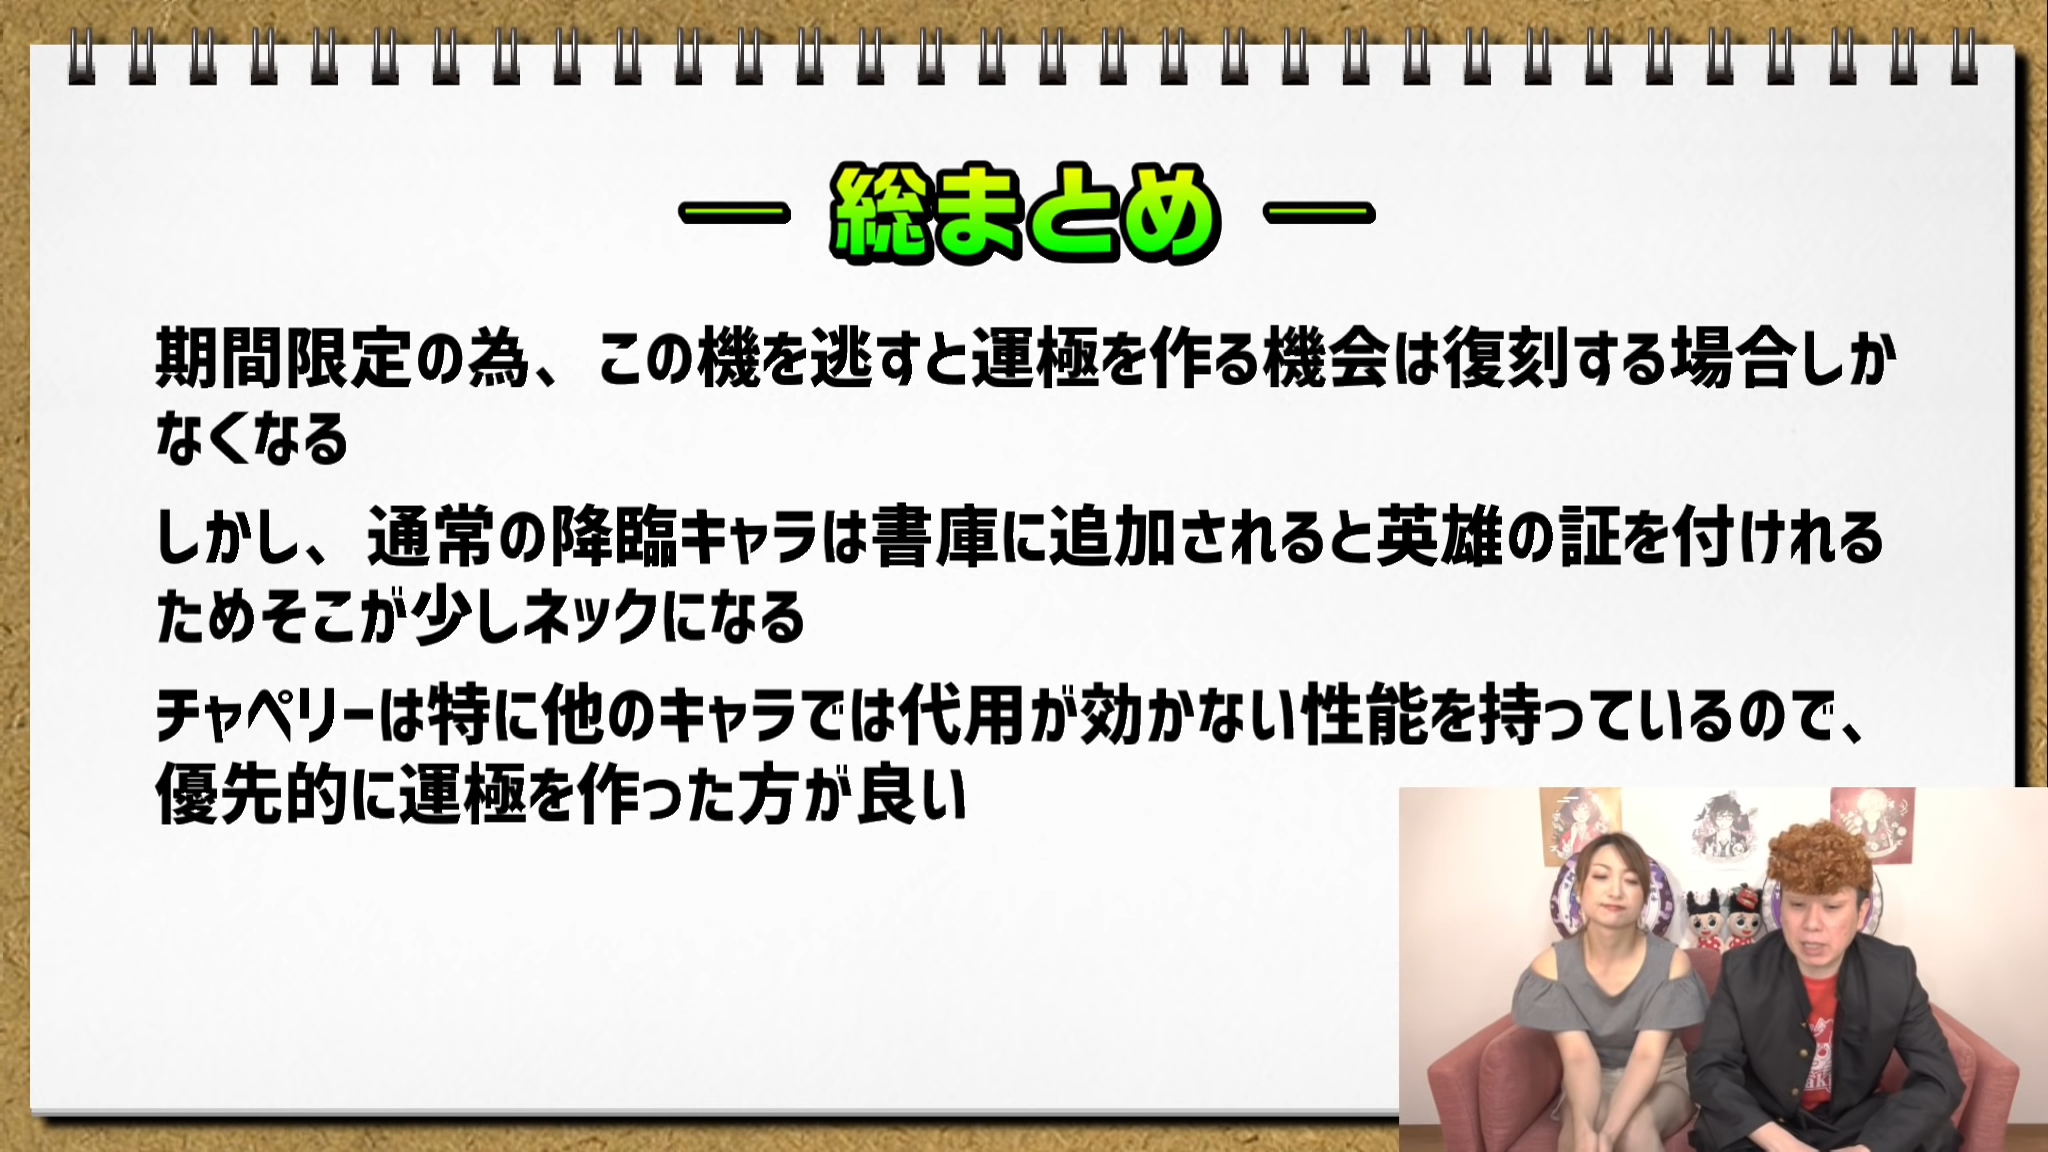 ― 総まとめ ―
期間限定の為、この機を逃すと運極を作る機会は復刻する場合しか
なくなる
しかし、通常の降臨キャラは書庫に追加されると英雄の証を付けれる
ためそこが少しネックになる
チャペリーは特に他のキャラでは代用が効かない性能を持っているので、
優先的に運極を作った方が良い